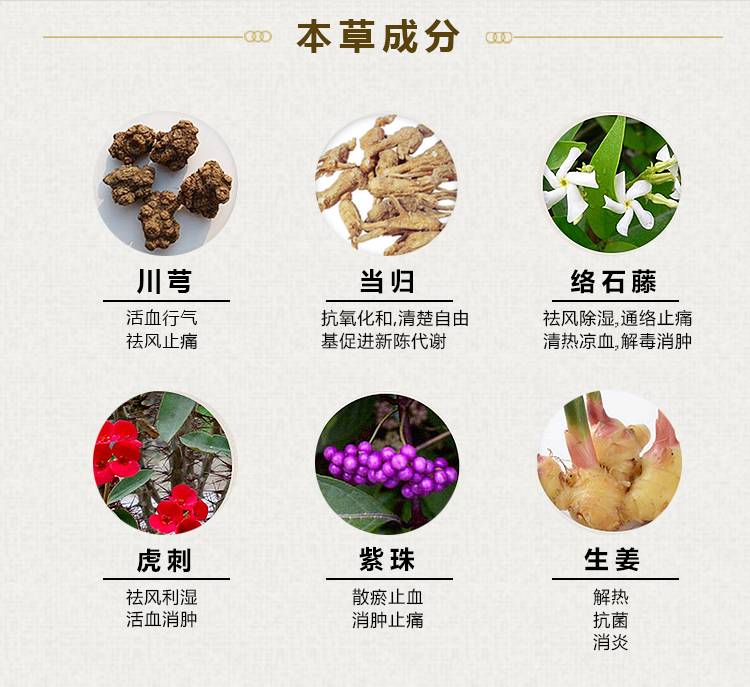 本草成分
川芎
活血行气
祛风止痛
当归
抗氧化和,清楚自由
基促进新陈代谢
络石藤
祛风除湿,通络止痛
清热凉血,解毒消肿
虎刺
祛风利湿
活血消肿
紫珠
散瘀止血
消肿止痛
生姜
解热
抗菌
消炎